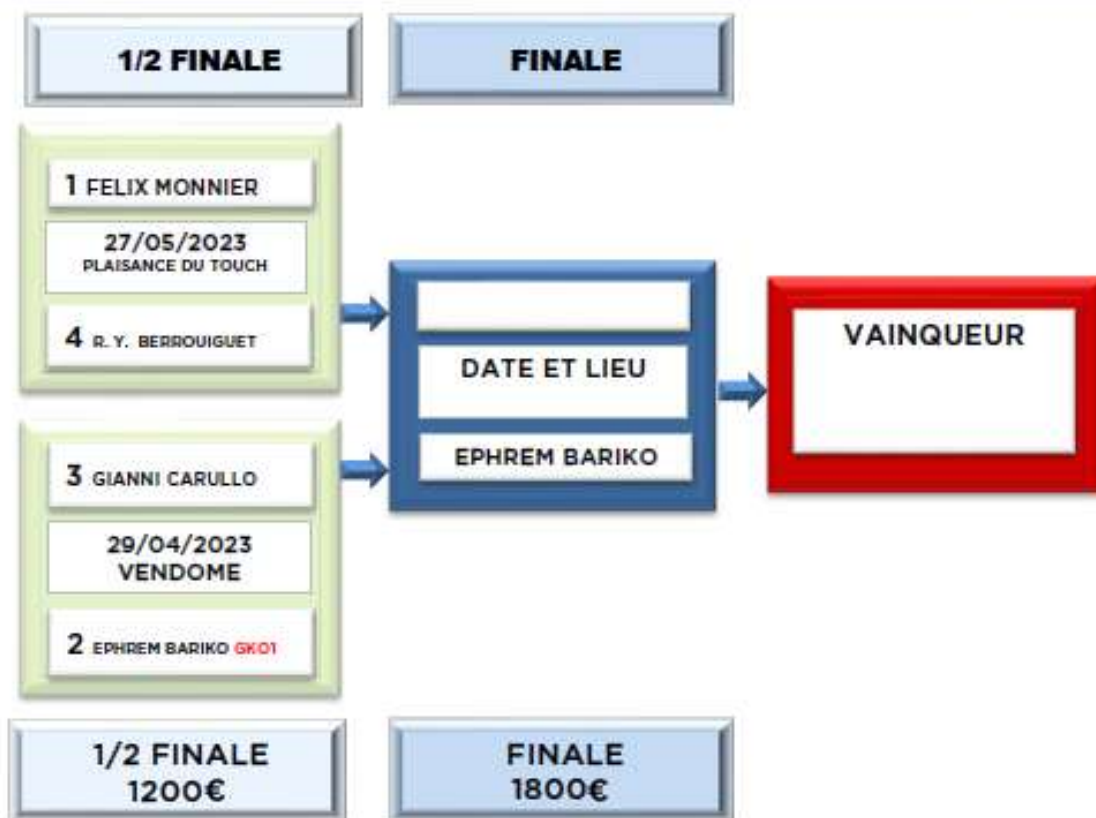 1/2 FINALE
FINALE
1 FELIX MONNIER
27/05/2023
PLAISANCE DU TOUCH
4 R. Y. BERROUIGUET
3 GIANNI CARULLO
29/04/2023
VENDOME
2 EPHREM BARIKO GKO1
DATE ET LIEU
EPHREM BARIKO
VAINQUEUR
1/2 FINALE
1200€
FINALE
1800€